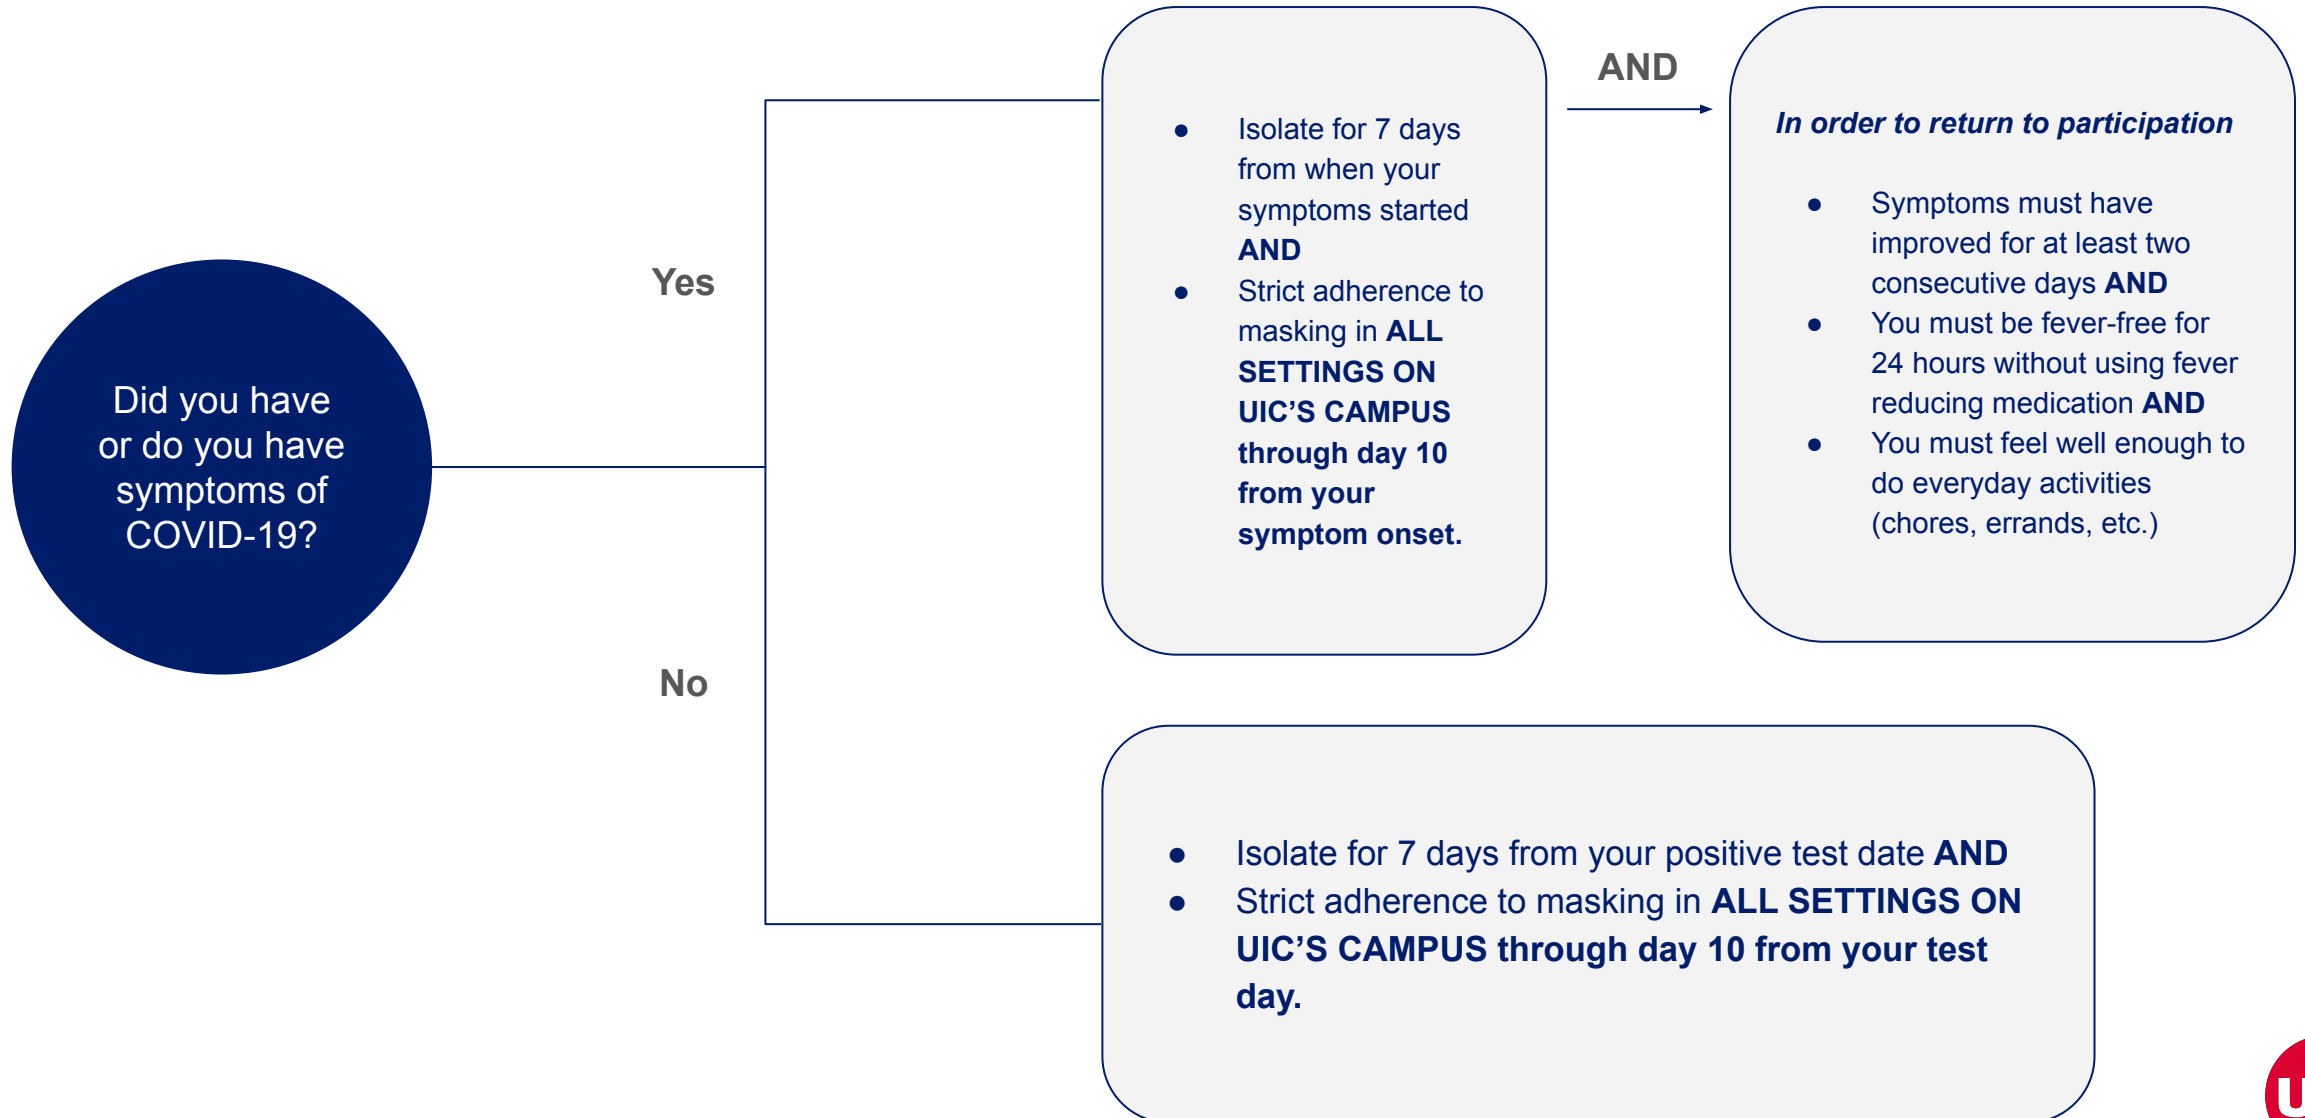 Did you have
or do you have
symptoms of
COVID-19?
Yes
No
● Isolate for 7 days
from when your
symptoms started
AND
● Strict adherence to
masking in ALL
SETTINGS ON
UIC’S CAMPUS
through day 10
from your
symptom onset.
AND
In order to return to participation
● Symptoms must have
improved for at least two
consecutive days AND
● You must be fever-free for
24 hours without using fever
reducing medication AND
● You must feel well enough to
do everyday activities
(chores, errands, etc.)
● Isolate for 7 days from your positive test date AND
● Strict adherence to masking in ALL SETTINGS ON
UIC’S CAMPUS through day 10 from your test
day.